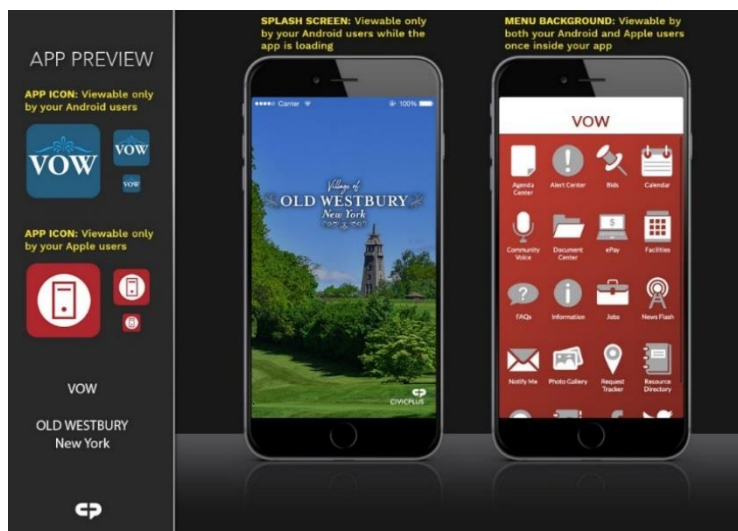 APP PREVIEW
APP ICON: Viewable only
by your Android users
VOW
VOW
VOW
APP ICON: Viewable only
by your Apple users
VOW
OLD WESTBURY
New York
SPLASH SCREEN: Viewable only
by your Android users while the
app is loading
Carrier
100%
Village of
OLD WESTBURY
New York
CIVICPLUS
MENU BACKGROUND: Viewable by
both your Android and Apple users
once inside your app
VOW
Agenda Center
Alert Center
Bids
Calendar
Community Voice
Document Center
ePay
Facilities
FAQs
Information
Jobs
News Flash
Notify Me
Photo Gallery
Request Tracker
Resource Directory